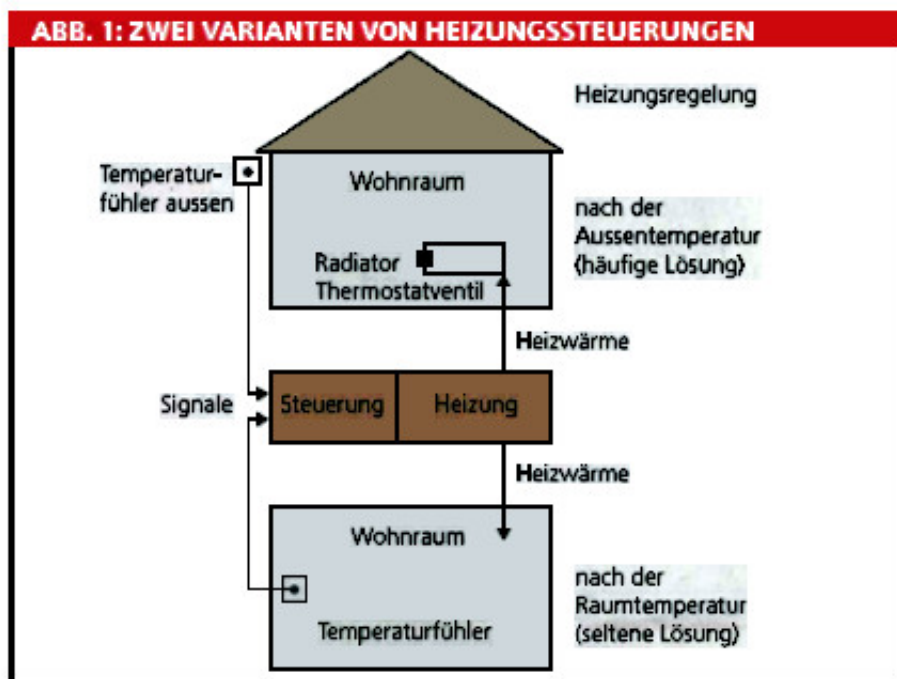 ABB. 1: ZWEI VARIANTEN VON HEIZUNGSSTEUERUNGEN
Heizungsregelung
Temperatur-
fühler aussen
Wohnraum
Radiator
Thermostatventil
nach der
Aussentemperatur
(häufige Lösung)
Heizwärme
Signale
Steuerung
Heizung
Heizwärme
Wohnraum
Temperaturfühler
nach der
Raumtemperatur
(seltene Lösung)